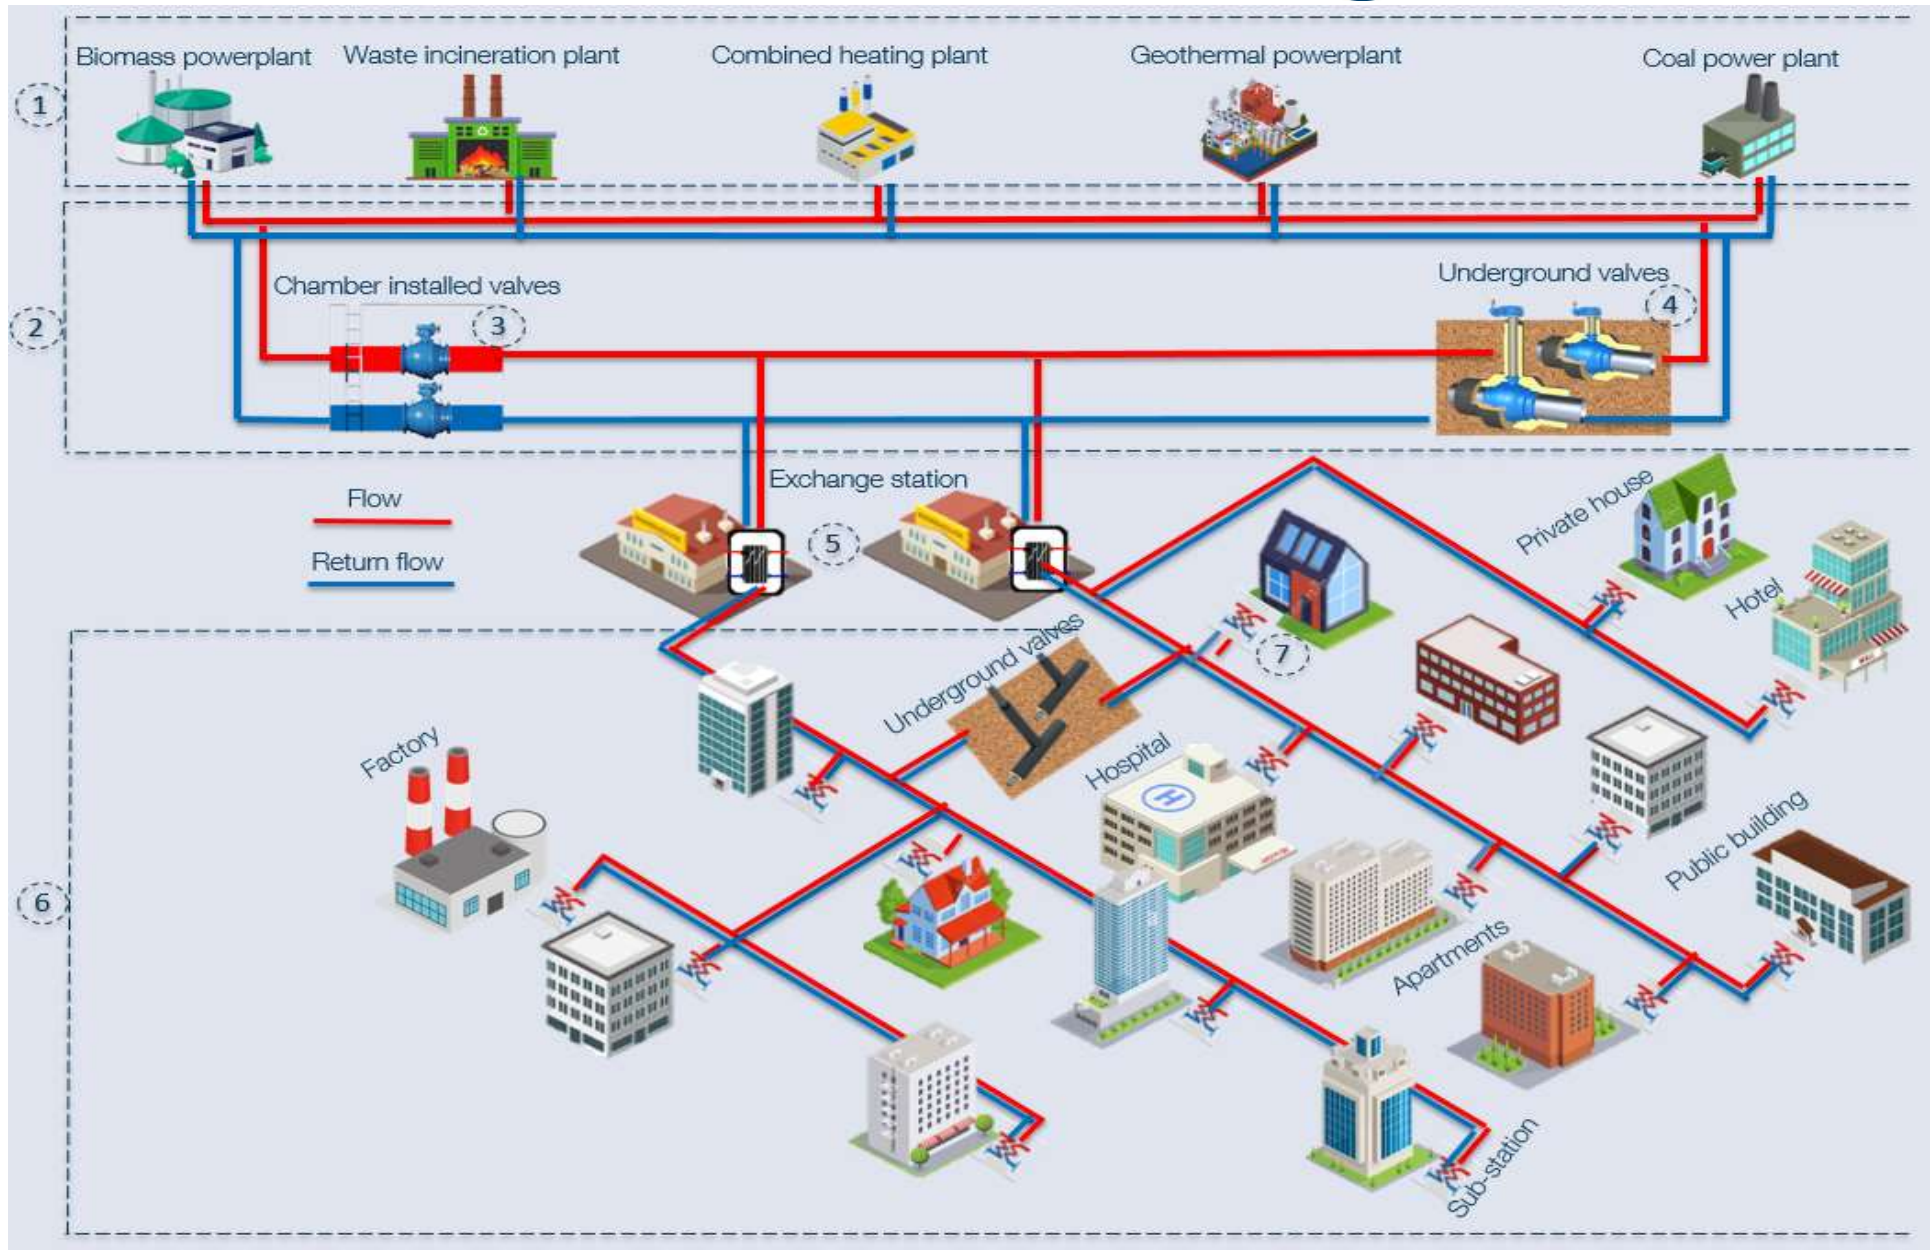 Biomass powerplant
Waste incineration plant
Combined heating plant
Geothermal powerplant
Coal power plant
1
2
Chamber installed valves
3
Underground valves
4
Flow
Return flow
Exchange station
5
Private house
Hotel
7
Underground valves
Factory
Hospital
H
Public building
6
Apartments
Sub-station